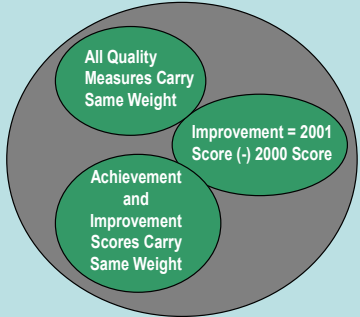 All Quality
Measures Carry
Same Weight
Improvement = 2001
Score (-) 2000 Score
Achievement
and
Improvement
Scores Carry
Same Weight